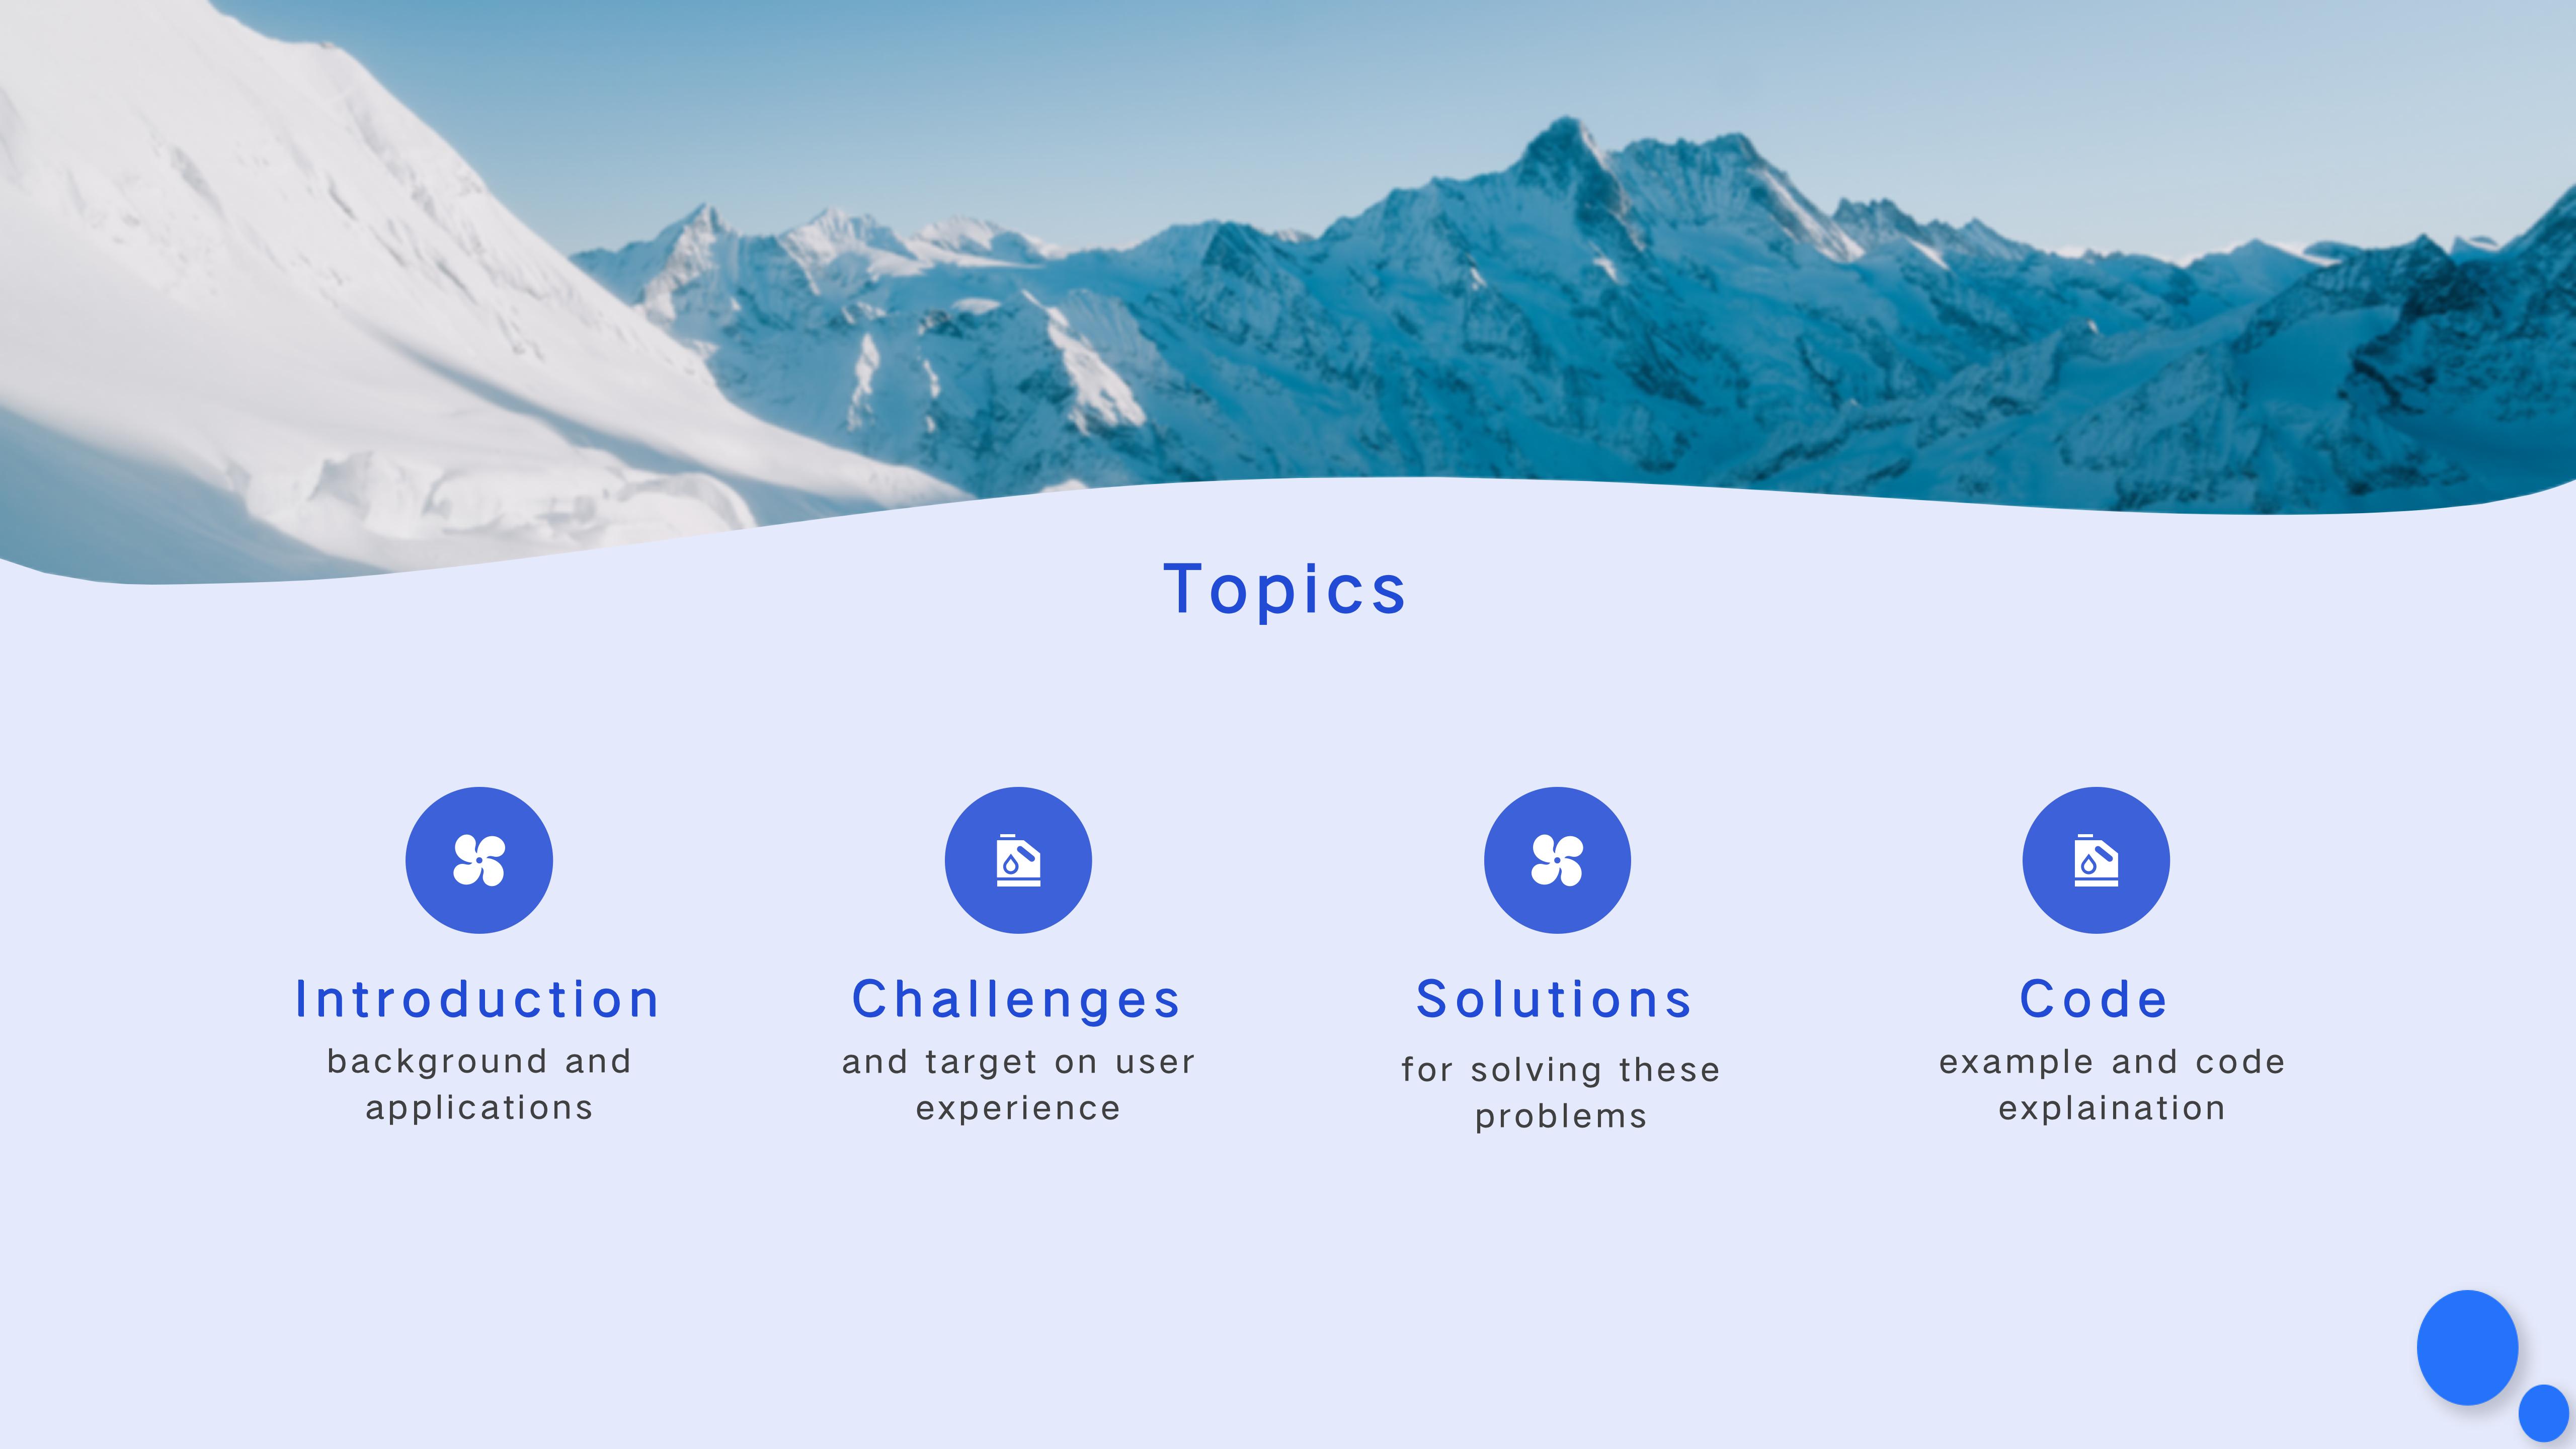 Topics
Introduction
background and
applications
Challenges
and target on user
experience
Solutions
for solving these
problems
Code
example and code
explaination